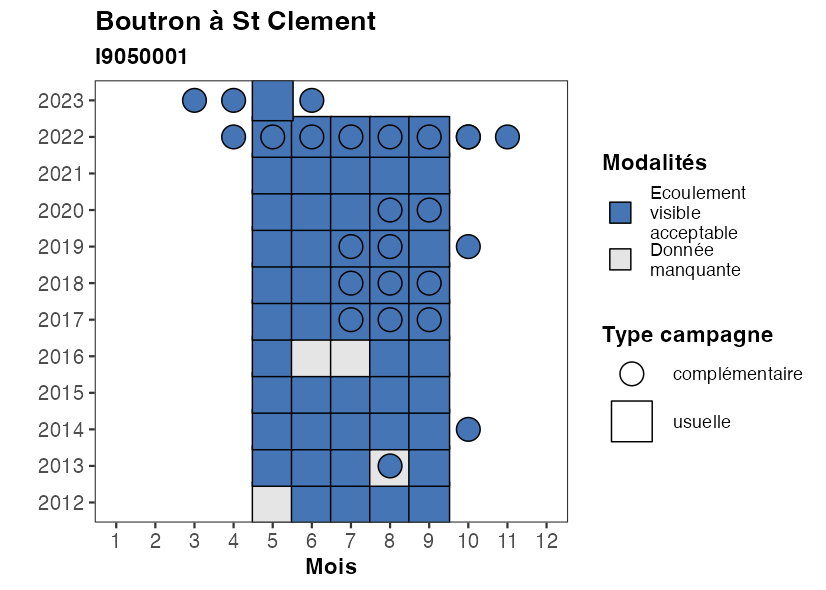 Boutron à St Clement
I9050001
2023
2022
2021
2020
2019
2018
2017
2016
2015
2014
2013
2012
1 2 3 4 5 6 7 8 9 10 11 12
Mois
Modalités
Ecoulement
visible
acceptable
Donnée
manquante
Type campagne
complémentaire
usuelle